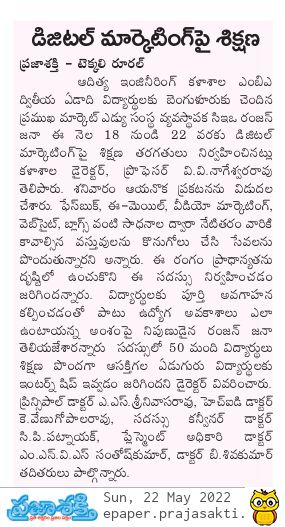 డిజిటల్ మార్కెటింగ్‌పై శిక్షణ
ప్రజాశక్తి - టెక్కలి రూరల్
ఆదిత్య ఇంజినీరింగ్ కళాశాల ఎంబిఎ
ద్వితీయ ఏడాది విద్యార్థులకు బెంగుళూరుకు చెందిన
ప్రముఖ మార్కెట్ ఎడ్యు సంస్థ వ్యవస్థాపక సిఇఒ రంజన్
జనా ఈ నెల 18 నుండి 22 వరకు డిజిటల్
మార్కెటింగ్‌పై శిక్షణ తరగతులు నిర్వహించినట్లు
కళాశాల డైరెక్టర్, ప్రొఫెసర్ వి.వి.నాగేశ్వరరావు
తెలిపారు. శనివారం ఆయనొక ప్రకటనను విడుదల
చేశారు. ఫేస్‌బుక్, ఈ-మెయిల్, వీడియో మార్కెటింగ్,
వెబ్‌సైట్, బ్లాగ్స్ వంటి సాధనాల ద్వారా నేటితరం వారికి
కావాల్సిన వస్తువులను కొనుగోలు చేసి సేవలను
పొందుతున్నారని అన్నారు. ఈ రంగం ప్రాధాన్యతను
దృష్టిలో ఉంచుకొని ఈ సదస్సు నిర్వహించడం
జరిగిందన్నారు. విద్యార్థులకు పూర్తి అవగాహన
కల్పించడంతో పాటు ఉద్యోగ అవకాశాలు ఎలా
ఉంటాయన్న అంశంపై నిపుణుడైన రంజన్ జనా
తెలియజేశారన్నారు సదస్సులో 50 మంది విద్యార్థులు
శిక్షణ పొందగా ఆసక్తిగల ఏడుగురు విద్యార్థులకు
ఇంటర్న్ షిప్ ఇవ్వడం జరిగిందని డైరెక్టర్ వివరించారు.
ప్రిన్సిపాల్ డాక్టర్ ఎ.ఎస్.శ్రీనివాసరావు, హెచ్ఐడి డాక్టర్
కె.వేణుగోపాలరావు, సదస్సు కన్వీనర్ డాక్టర్
సి.పి.పట్నాయక్, ప్లేస్మెంట్ అధికారి డాక్టర్
ఎం.ఎన్.వి.ఎస్ సంతోష్‌కుమార్, డాక్టర్ బి.శివకుమార్
తదితరులు పాల్గొన్నారు.
ప్రజాశక్తి Sun, 22 May 2022
epaper.prajasakti.